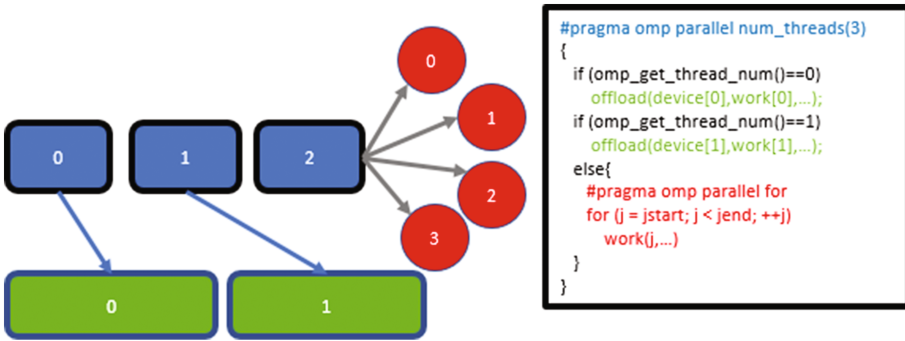 0
1
2
0
1
2
3
0
1
#pragma omp parallel num_threads(3)
{
if (omp_get_thread_num()==0)
offload(device[0],work[0],...);
if (omp_get_thread_num()==1)
offload(device[1],work[1],...);
else{
#pragma omp parallel for
for (j = jstart; j < jend; ++j)
work(j,...)
}
}